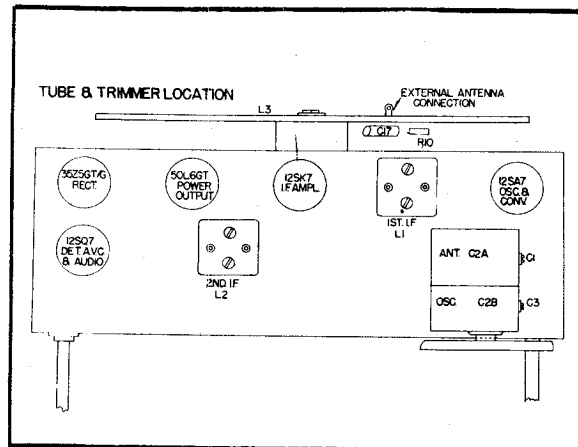 TUBE & TRIMMER LOCATION
EXTERNAL ANTENNA
CONNECTION
L3
C17
R10
35Z5GT/G
RECT.
50L6GT
POWER
OUTPUT
12SK7
I.F.AMPL.
12SA7
OSC.&
CONV.
1ST. I.F
L1
12SQ7
DET. A.V.C.
& AUDIO
2ND. I.F
L2
ANT. C2A
C1
OSC. C2B
C3